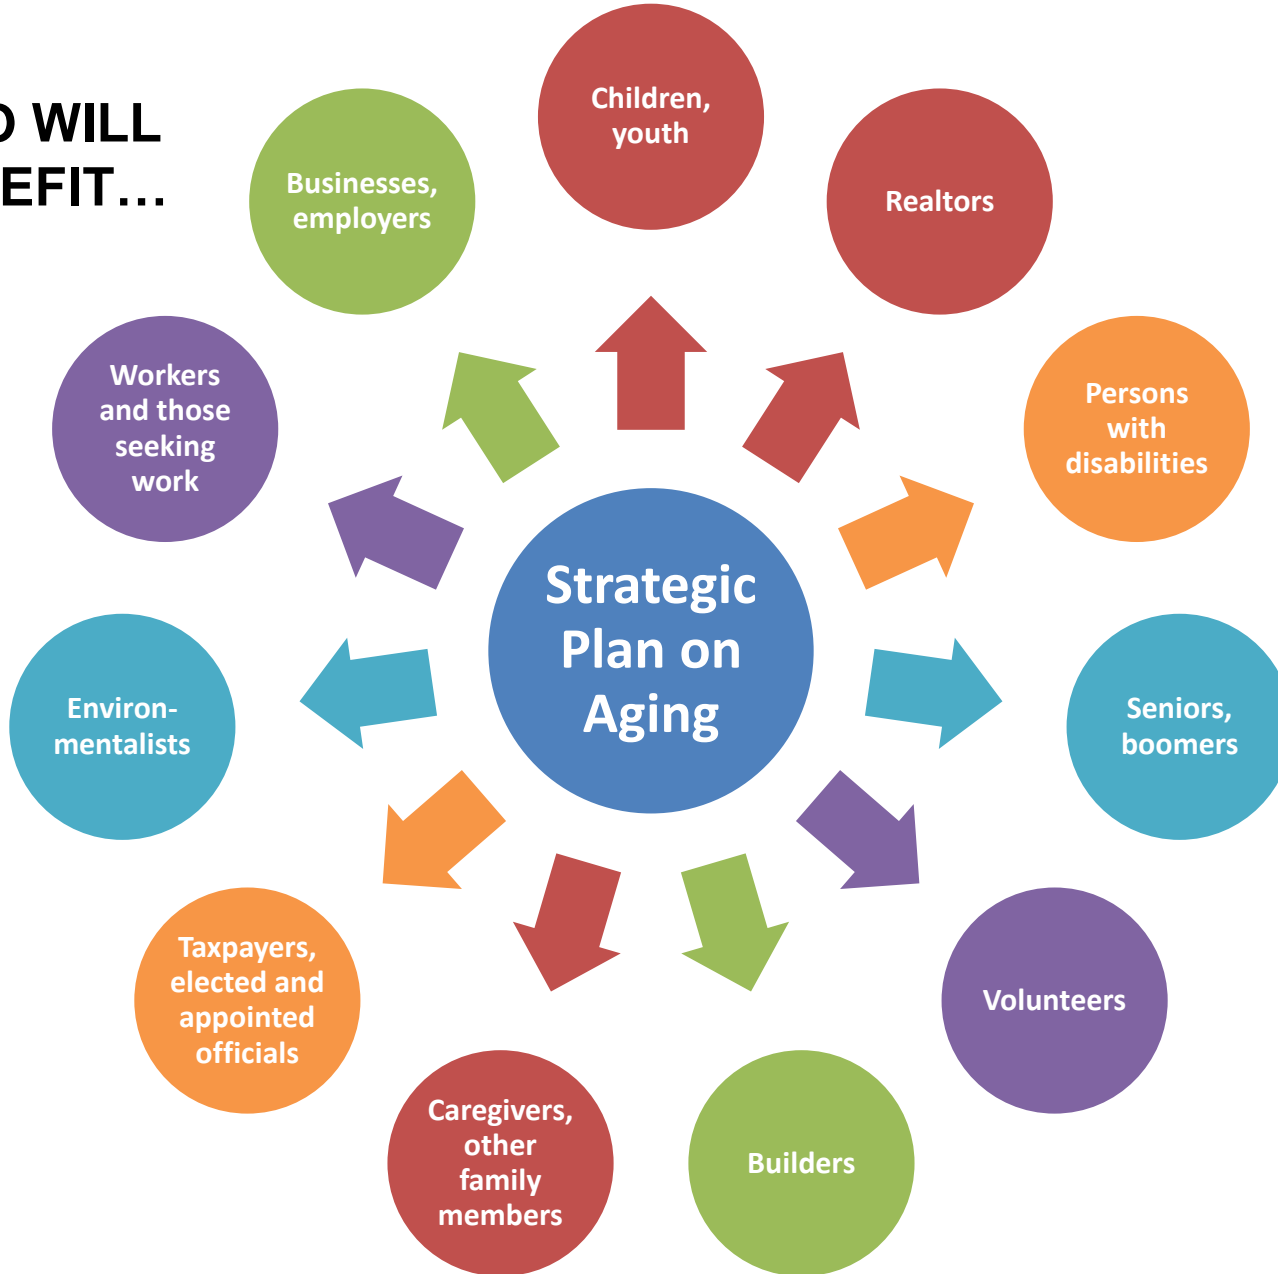 O WILL
EFIT…
Children,
youth
Realtors
Persons
with
disabilities
Seniors,
boomers
Volunteers
Builders
Caregivers,
other
family
members
Taxpayers,
elected and
appointed
officials
Environ-
mentalists
Workers
and those
seeking
work
Businesses,
employers
Strategic
Plan on
Aging